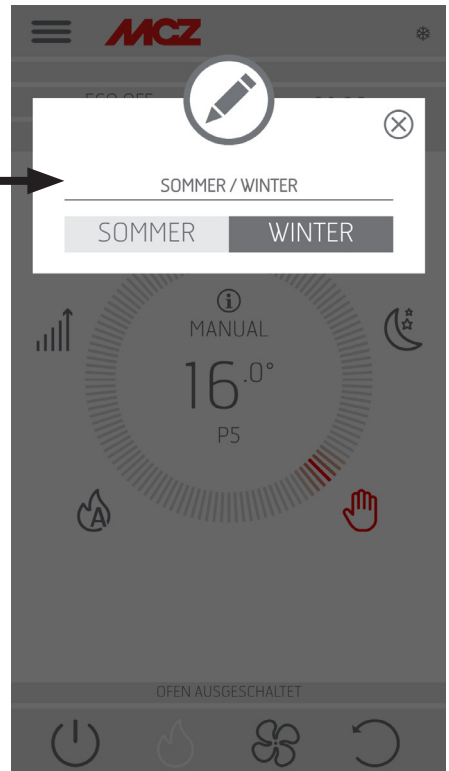 MCZ
SOMMER / WINTER
SOMMER WINTER
i
MANUAL
16.0°
P5
A
OFEN AUSGESCHALTET